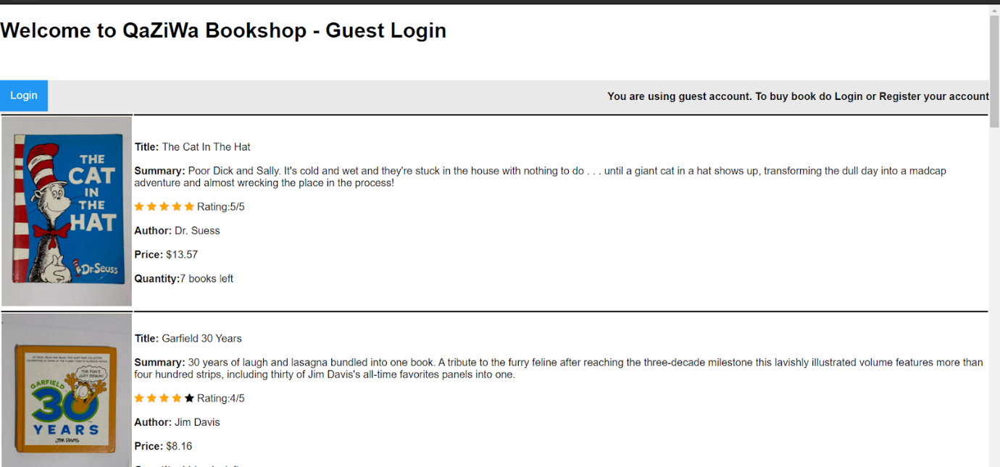 Welcome to QaZiWa Bookshop - Guest Login
Login
You are using guest account. To buy book do Login or Register your account
THE
CAT
IN
THE
HAT
Dr. Seuss
Title: The Cat In The Hat
Summary: Poor Dick and Sally. It's cold and wet and they're stuck in the house with nothing to do . . . until a giant cat in a hat shows up, transforming the dull day into a madcap
adventure and almost wrecking the place in the process!
Rating:5/5
Author: Dr. Suess
Price: $13.57
Quantity:7 books left
THE FUN'S
JUST BEGUN!
GARFIELD
30
YEARS
JIM DAVIS
Title: Garfield 30 Years
Summary: 30 years of laugh and lasagna bundled into one book. A tribute to the furry feline after reaching the three-decade milestone this lavishly illustrated volume features more than
four hundred strips, including thirty of Jim Davis's all-time favorites panels into one.
Rating:4/5
Author: Jim Davis
Price: $8.16